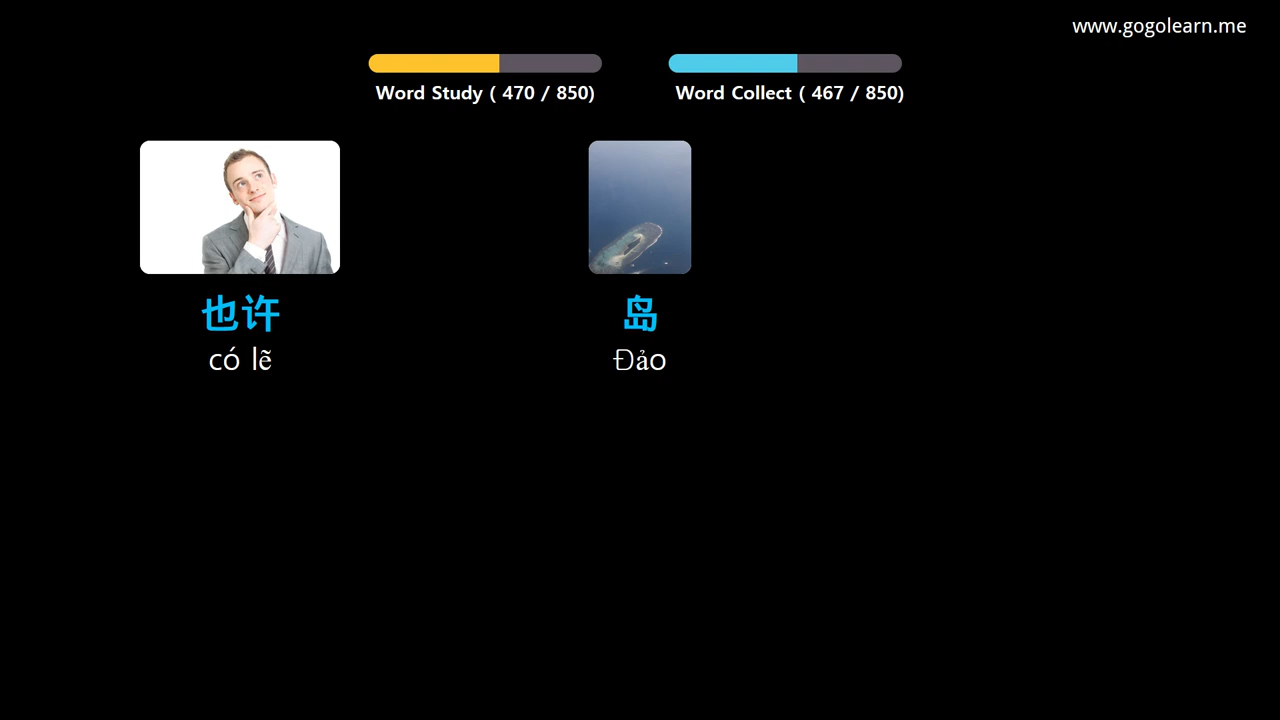 www.gogolearn.me
Word Study ( 470 / 850)
Word Collect ( 467 / 850)
也许
có lẽ
岛
Đảo